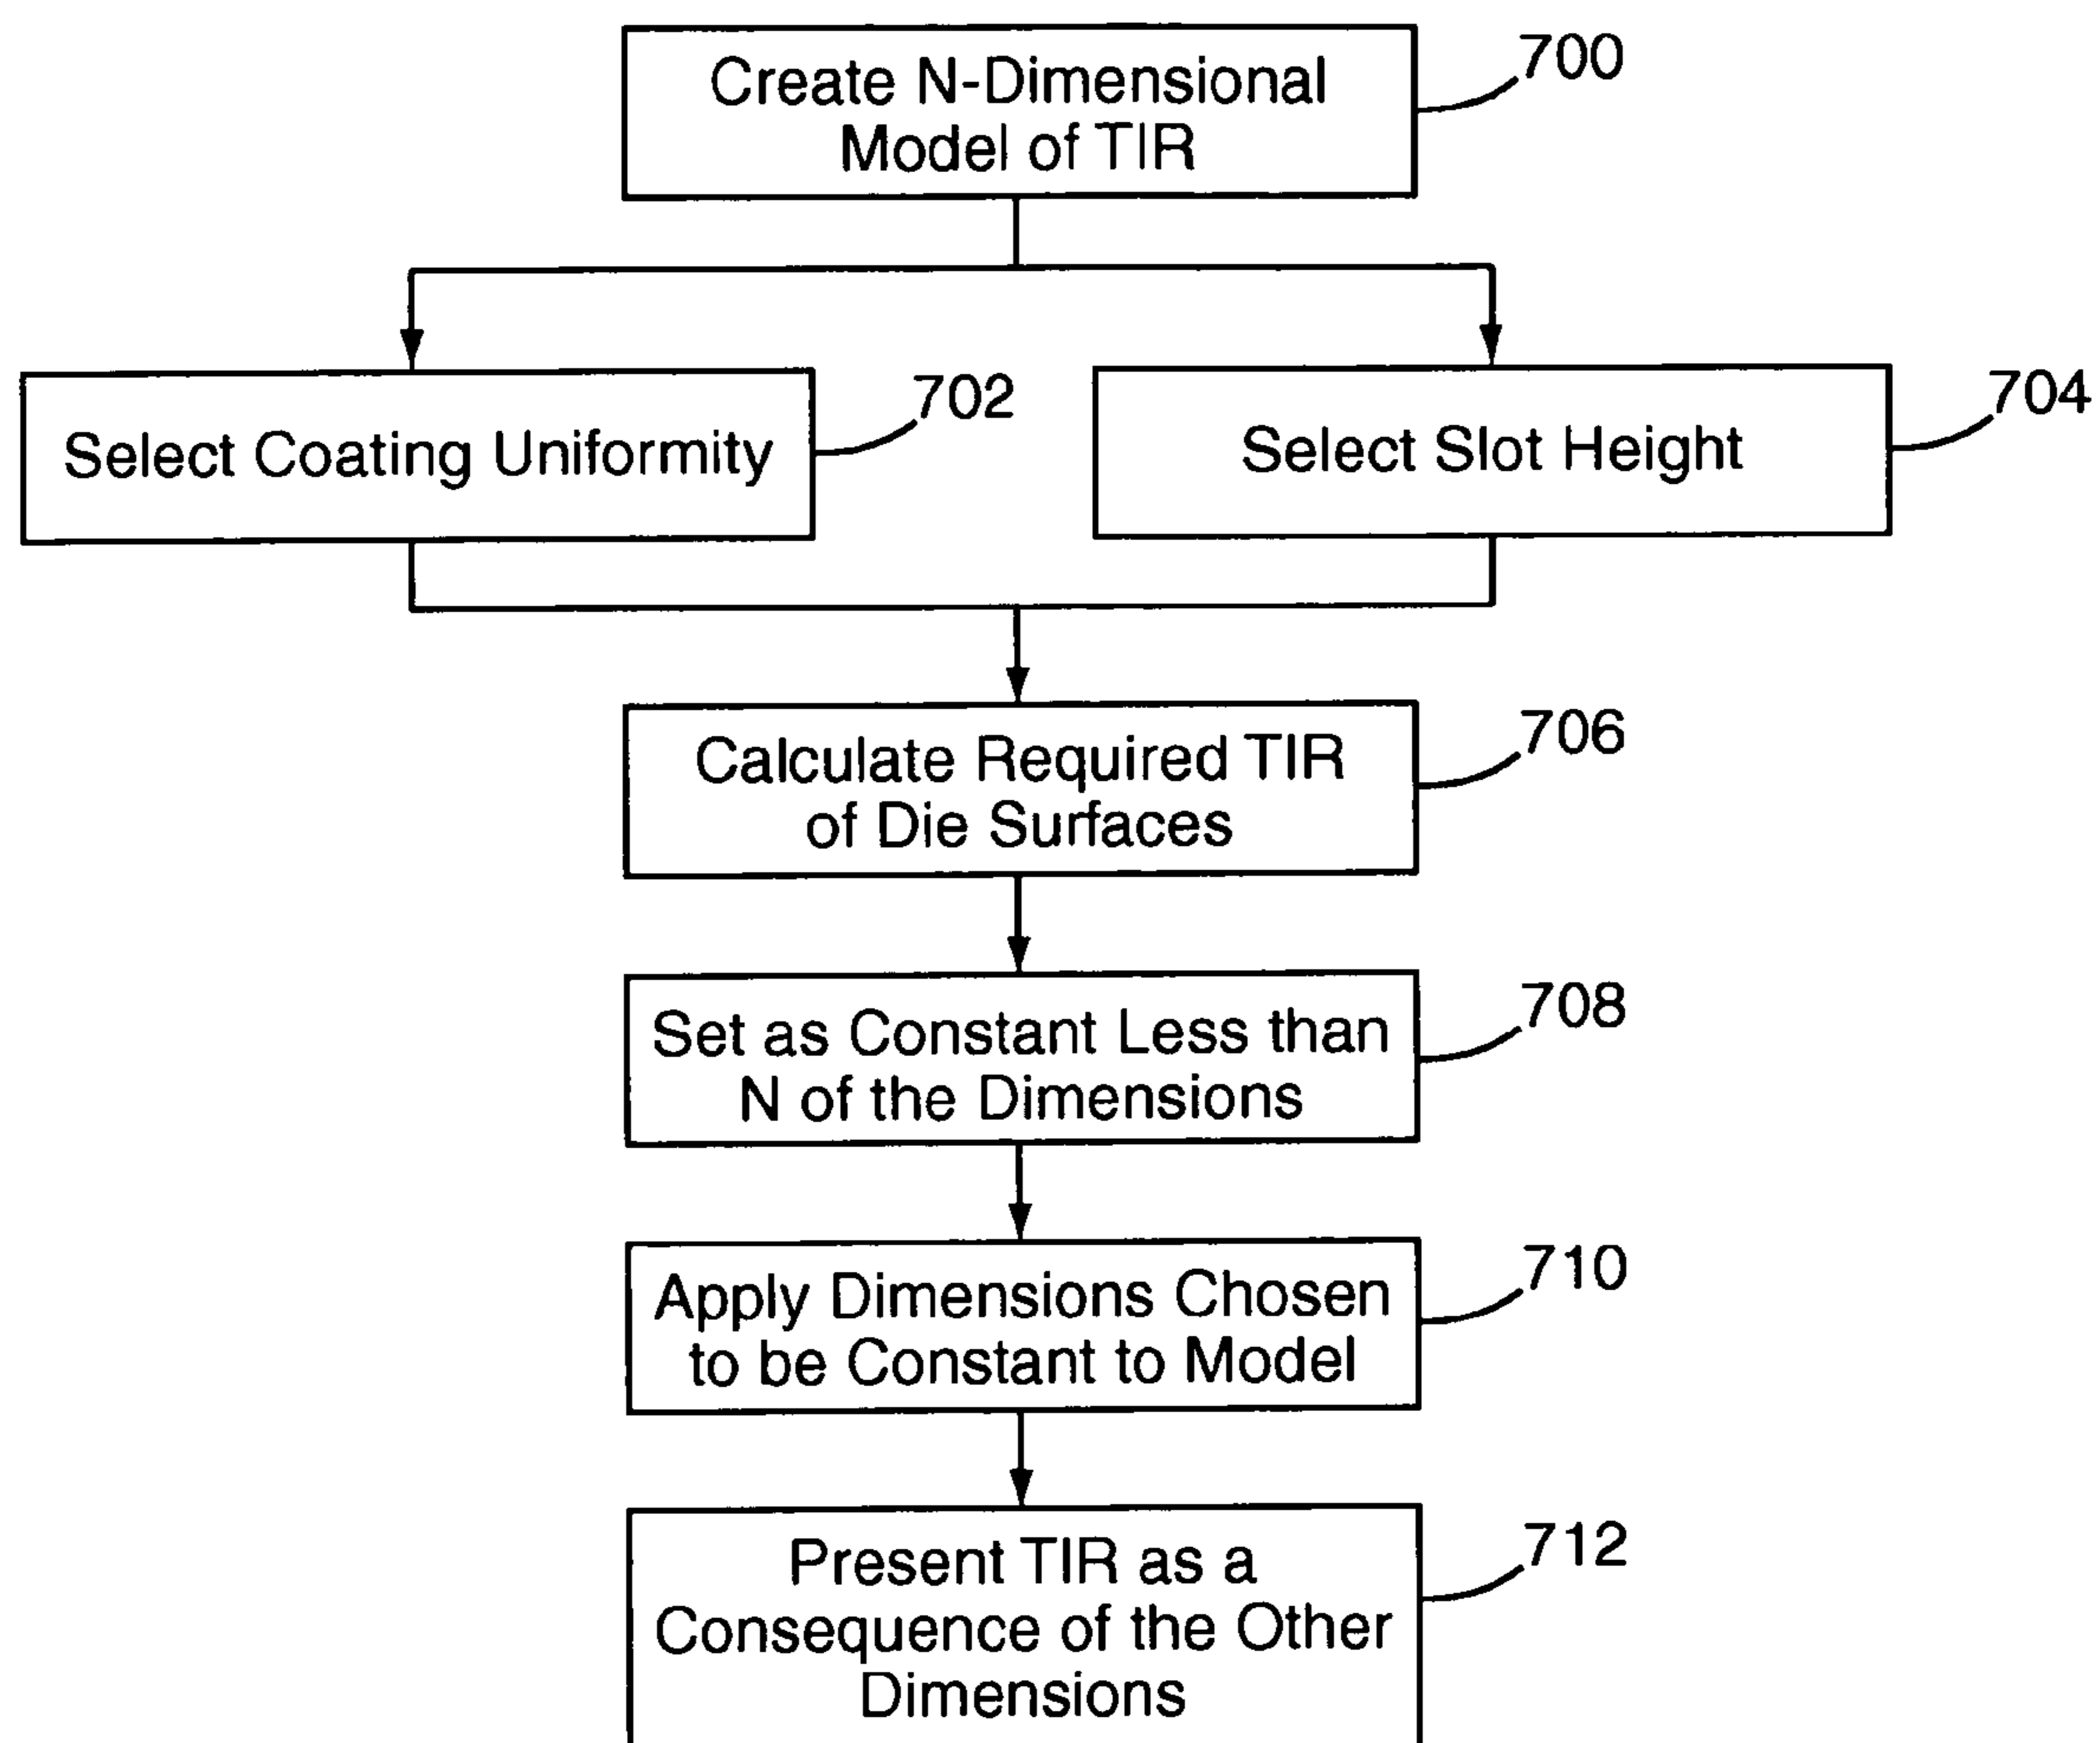 Create N-Dimensional
Model of TIR
700
Select Coating Uniformity
702
Select Slot Height
704
Calculate Required TIR
of Die Surfaces
706
Set as Constant Less than
N of the Dimensions
708
Apply Dimensions Chosen
to be Constant to Model
710
Present TIR as a
Consequence of the Other
Dimensions
712